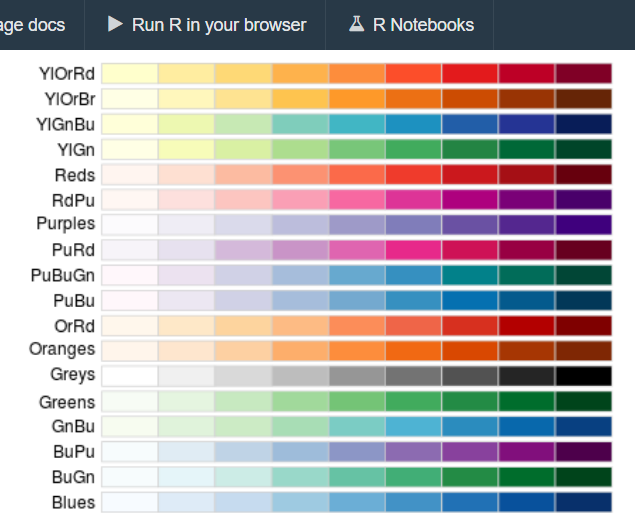 age docs
Run R in your browser
R Notebooks
YlOrRd
YlOrBr
YlGnBu
YlGn
Reds
RdPu
Purples
PuRd
PuBuGn
PuBu
OrRd
Oranges
Greys
Greens
GnBu
BuPu
BuGn
Blues